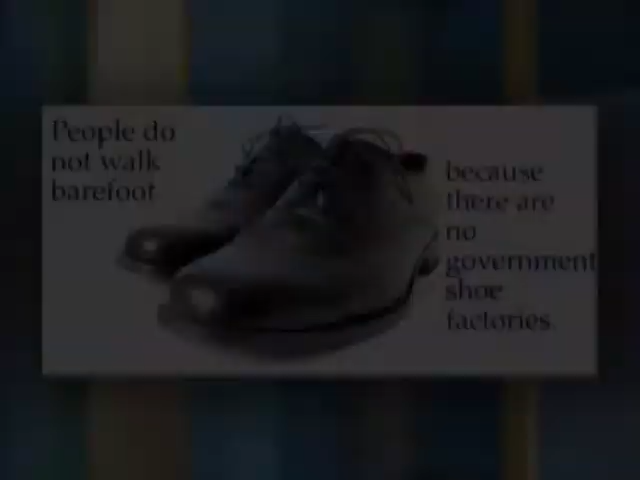 People do
not walk
barefoot
because
there are
no
government
shoe
factories.